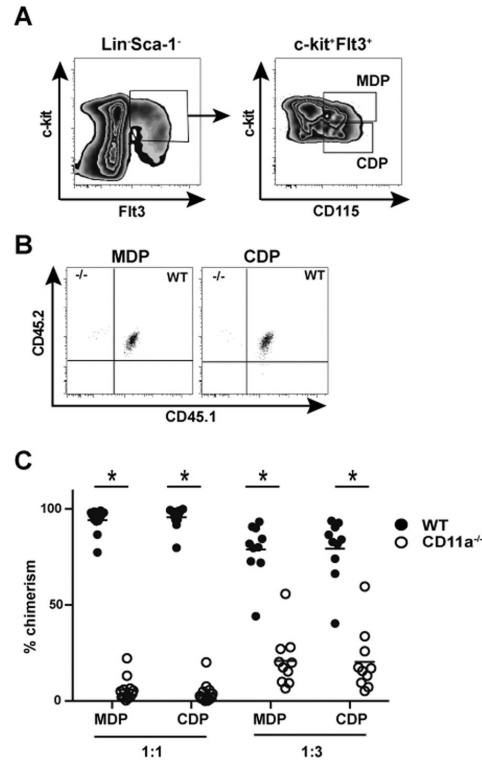 A
Lin⁻Sca-1⁻
c-kit⁺Flt3⁺
c-kit
Flt3
c-kit
MDP
CDP
CD115
B
MDP
CDP
CD45.2
-/-
WT
-/-
WT
CD45.1
C
* * * *
% chimerism
100
50
0
WT
CD11a⁻/⁻
MDP CDP MDP CDP
1:1 1:3